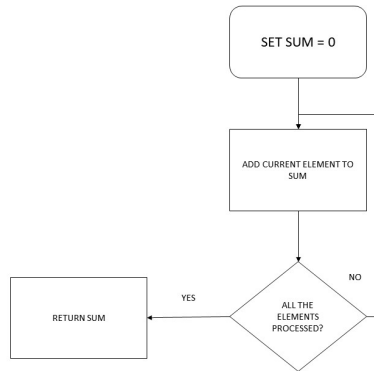 SET SUM = 0
ADD CURRENT ELEMENT TO
SUM
NO
YES
ALL THE
ELEMENTS
PROCESSED?
RETURN SUM